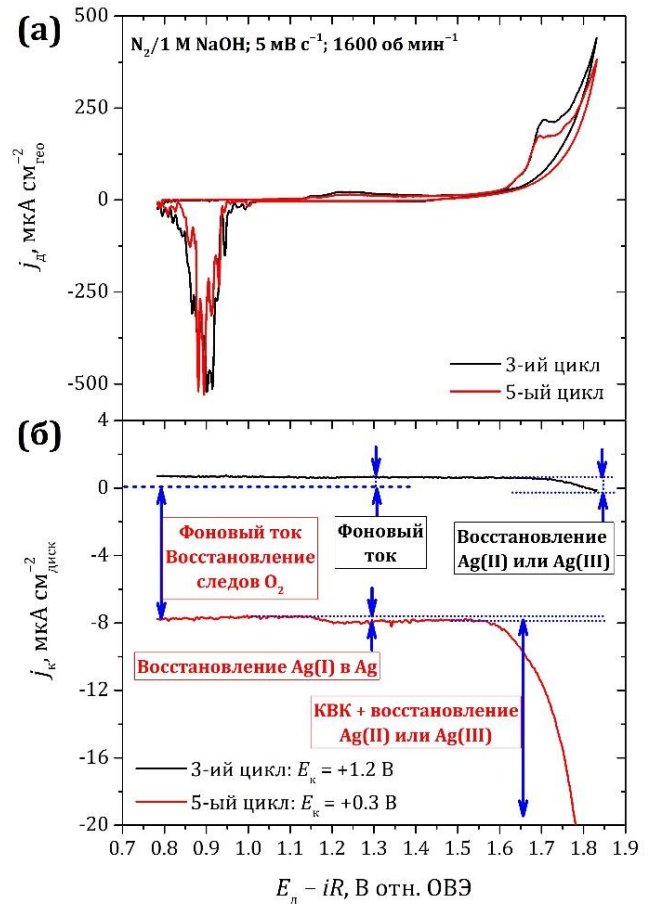 (а)
500
250
0
-250
-500
N₂/1 М NaOH; 5 мВ с⁻¹; 1600 об мин⁻¹
jд, мкА см⁻²гео
3-ий цикл
5-ый цикл
(б)
4
0
-4
-8
-12
-16
-20
jк, мкА см⁻²диск
Фоновый ток
Восстановление
следов O₂
Фоновый
ток
Восстановление
Ag(II) или Ag(III)
Восстановление Ag(I) в Ag
КВК + восстановление
Ag(II) или Ag(III)
3-ий цикл: Eк = +1.2 В
5-ый цикл: Eк = +0.3 В
0.7 0.8 0.9 1.0 1.1 1.2 1.3 1.4 1.5 1.6 1.7 1.8 1.9
Eд − iR, В отн. ОВЭ